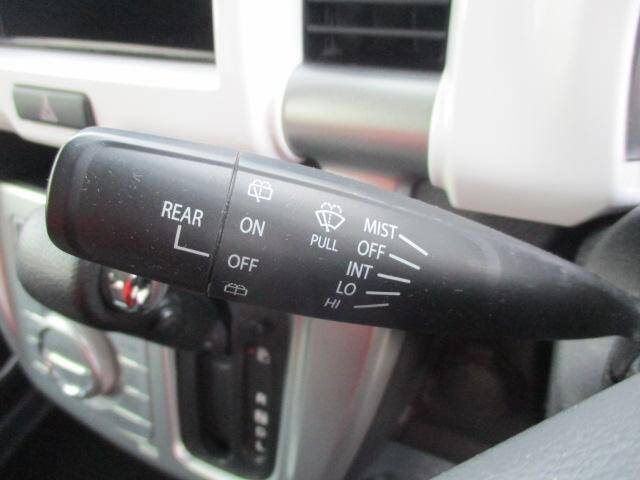 REAR
ON
OFF
PULL
MIST
OFF
INT
LO
HI